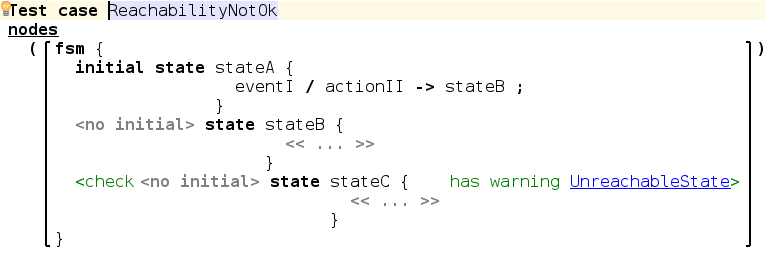 Test case ReachabilityNotOk
nodes
( fsm { )
initial state stateA {
eventI / actionII -> stateB ;
}
<no initial> state stateB {
<< ... >>
}
<check <no initial> state stateC { has warning UnreachableState>
<< ... >>
}
}